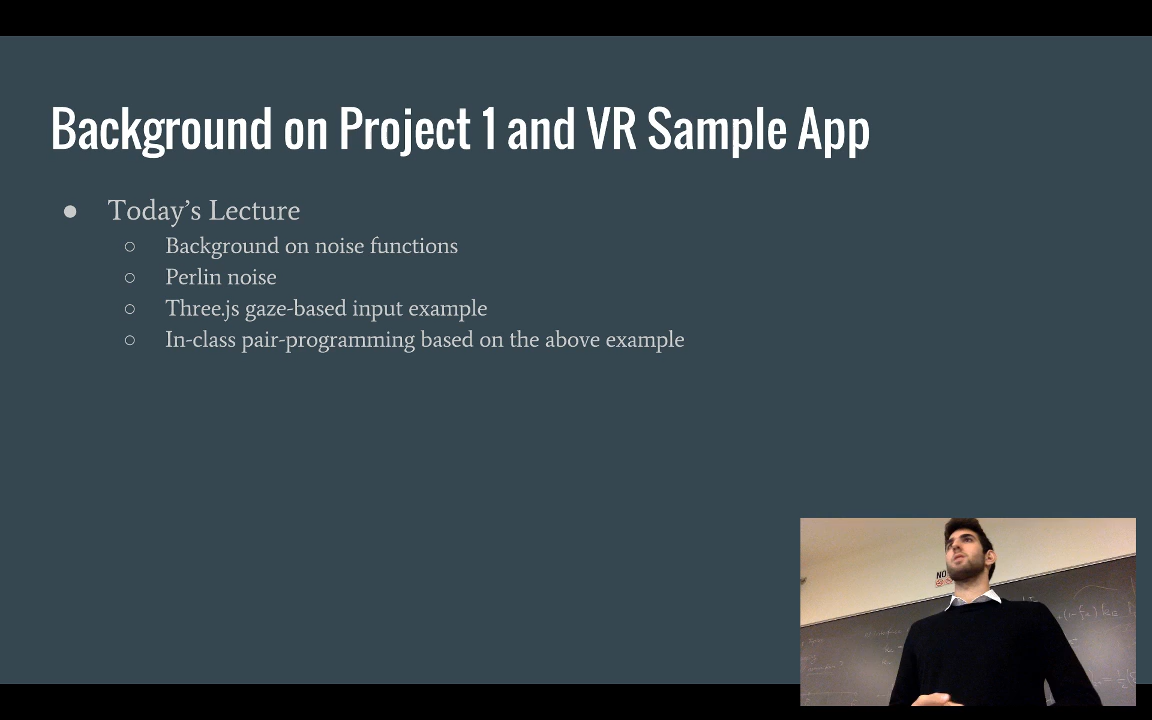 Background on Project 1 and VR Sample App
● Today’s Lecture
○ Background on noise functions
○ Perlin noise
○ Three.js gaze-based input example
○ In-class pair-programming based on the above example
NO